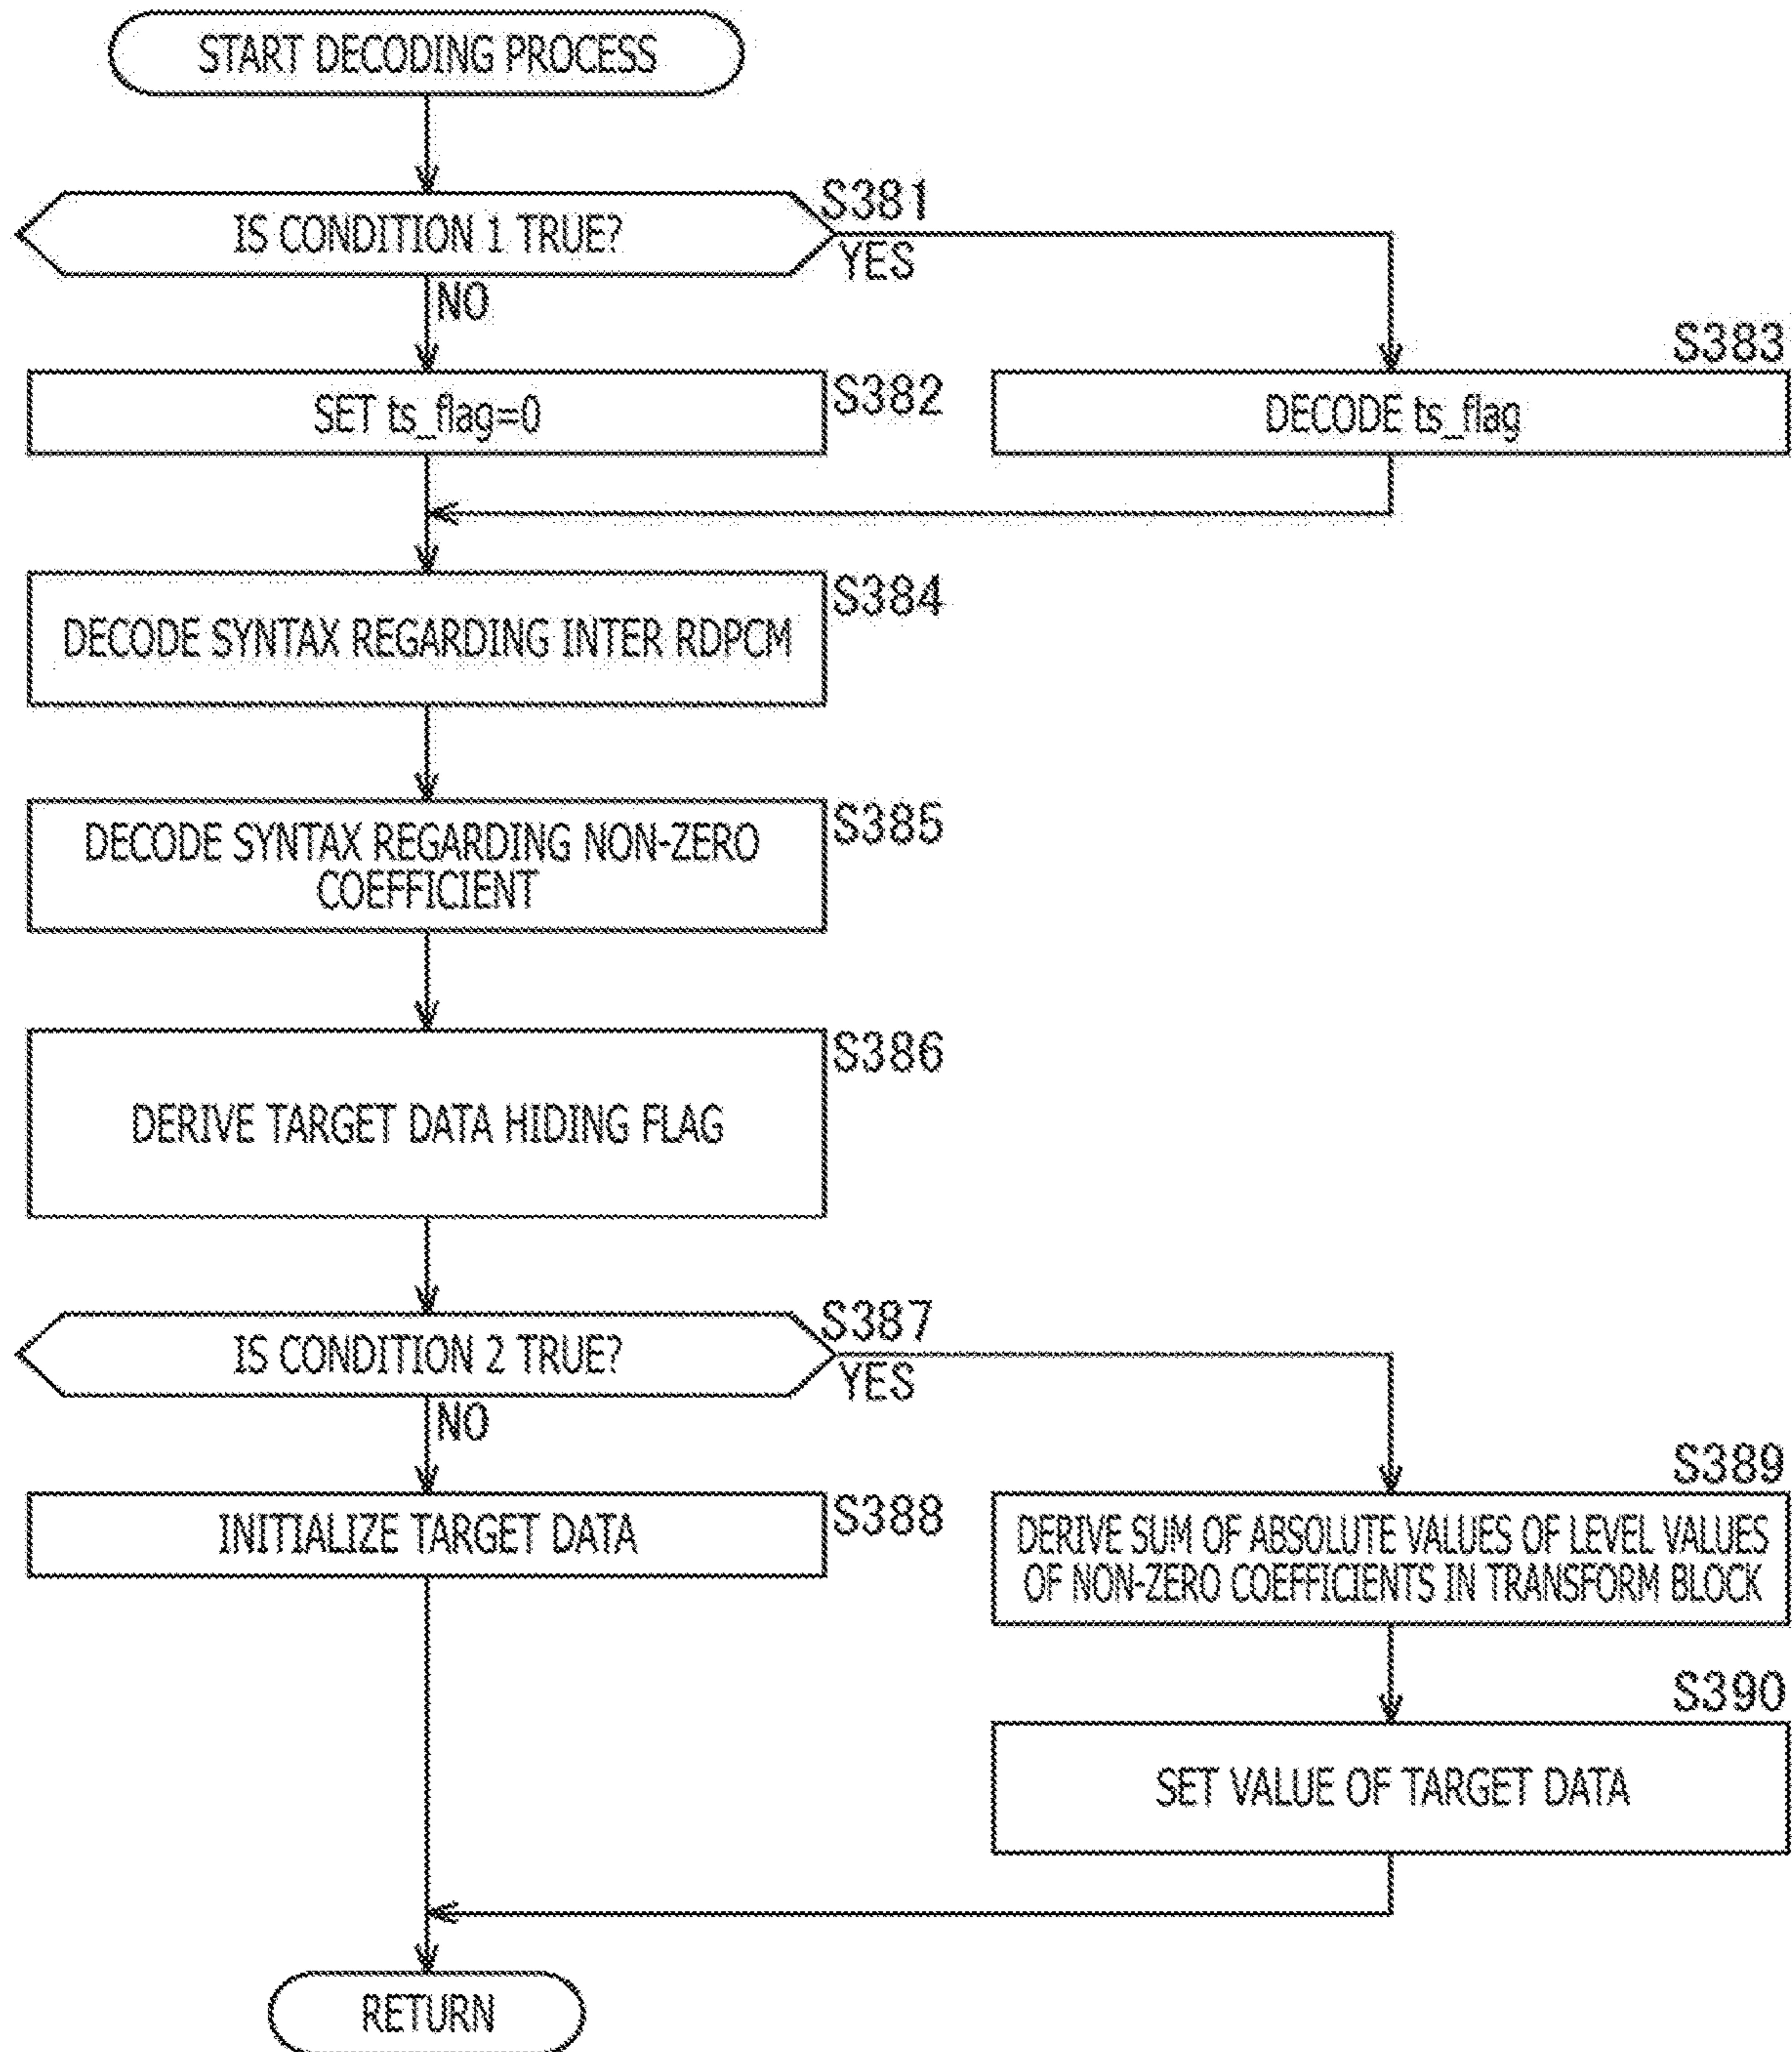 START DECODING PROCESS
S381
IS CONDITION 1 TRUE?
YES
NO
S383
S382
SET ts_flag=0
DECODE ts_flag
S384
DECODE SYNTAX REGARDING INTER RDPCM
S385
DECODE SYNTAX REGARDING NON-ZERO
COEFFICIENT
S386
DERIVE TARGET DATA HIDING FLAG
S387
IS CONDITION 2 TRUE?
YES
NO
S389
S388
INITIALIZE TARGET DATA
DERIVE SUM OF ABSOLUTE VALUES OF LEVEL VALUES
OF NON-ZERO COEFFICIENTS IN TRANSFORM BLOCK
S390
SET VALUE OF TARGET DATA
RETURN